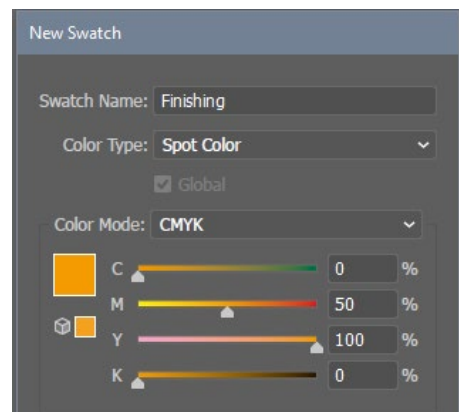 New Swatch
Swatch Name: Finishing
Color Type: Spot Color
Global
Color Mode: CMYK
C 0 %
M 50 %
Y 100 %
K 0 %